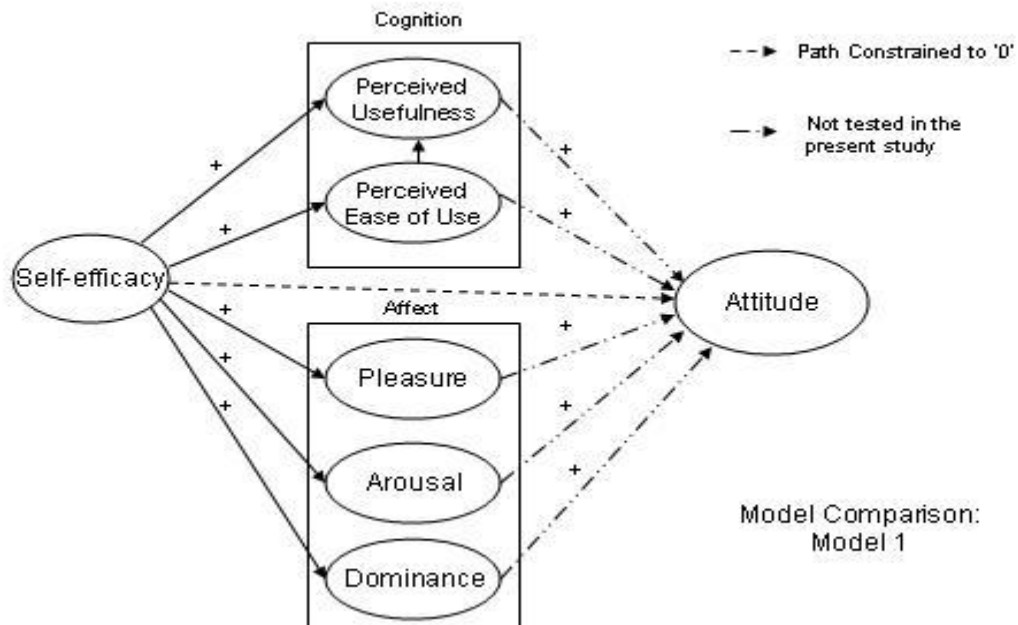 Cognition
Perceived
Usefulness
Perceived
Ease of Use
Path Constrained to '0'
Not tested in the
present study
+
+
+
+
Self-efficacy
Attitude
Affect
+
+
+
+
+
+
Pleasure
Arousal
Dominance
Model Comparison:
Model 1